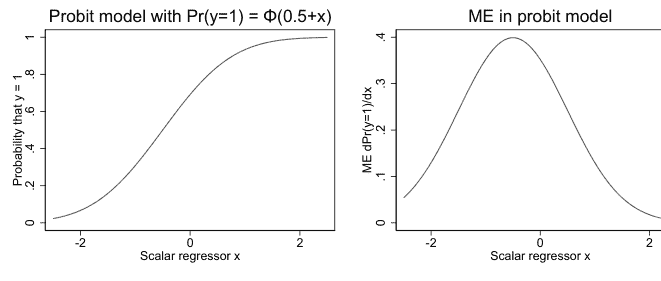 Probit model with Pr(y=1) = Φ(0.5+x)
Probability that y = 1
1
.8
.6
.4
.2
0
-2
0
2
Scalar regressor x
ME in probit model
ME dPr(y=1)/dx
.4
.3
.2
.1
0
-2
0
2
Scalar regressor x